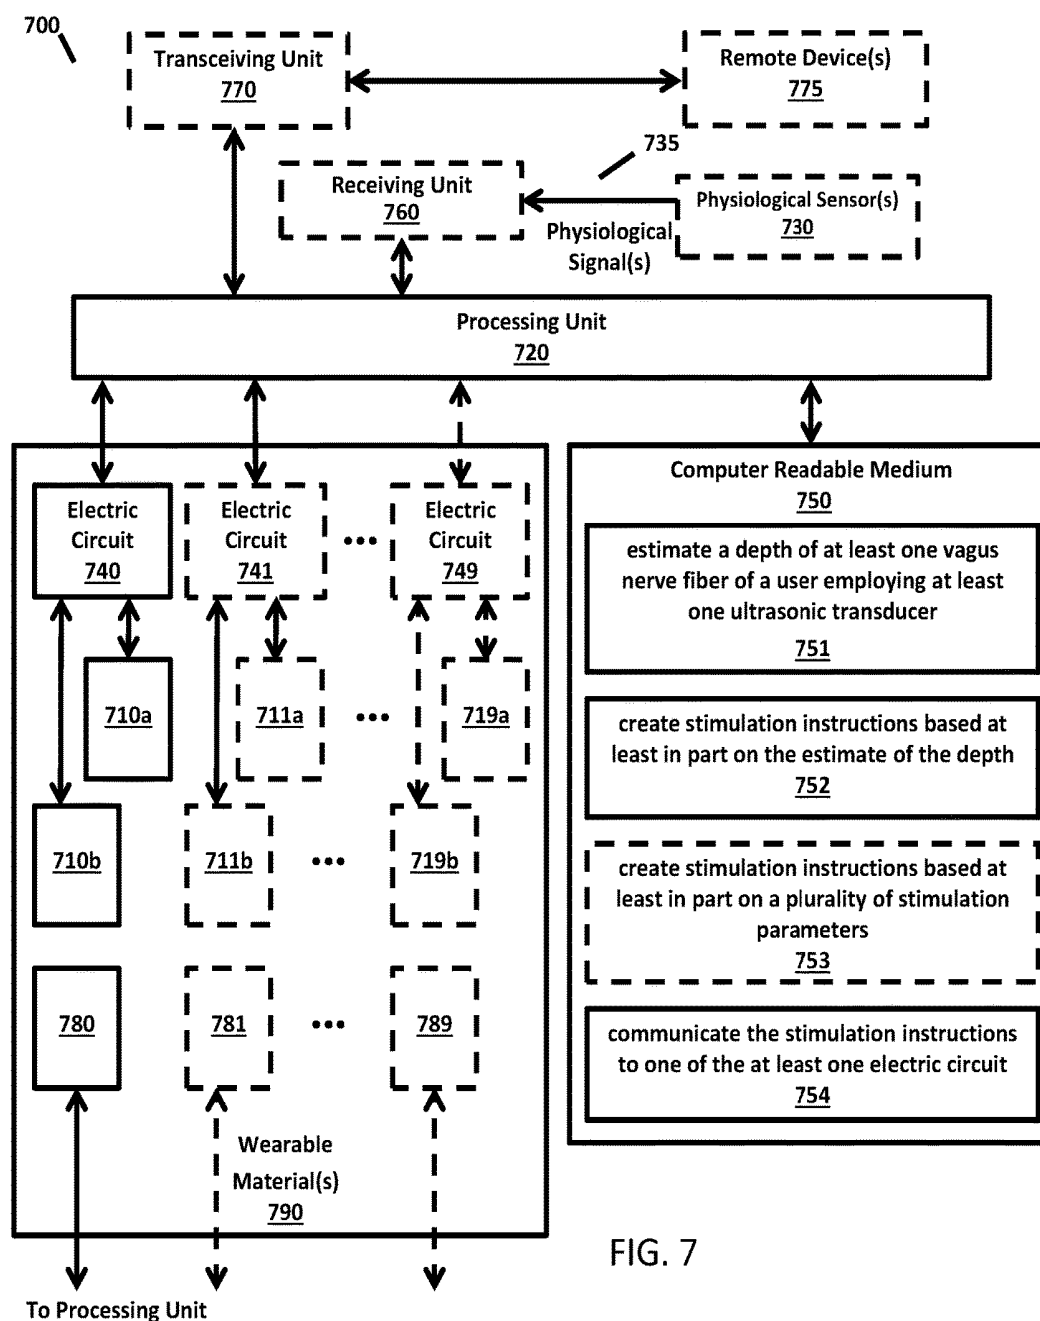 700
Transceiving Unit
770
Remote Device(s)
775
735
Receiving Unit
760
Physiological Sensor(s)
730
Physiological
Signal(s)
Processing Unit
720
Electric
Circuit
740
Electric
Circuit
741
•••
Electric
Circuit
749
710a
711a
•••
719a
710b
711b
•••
719b
780
781
•••
789
Wearable
Material(s)
790
To Processing Unit
Computer Readable Medium
750
estimate a depth of at least one vagus
nerve fiber of a user employing at least
one ultrasonic transducer
751
create stimulation instructions based at
least in part on the estimate of the depth
752
create stimulation instructions based at
least in part on a plurality of stimulation
parameters
753
communicate the stimulation instructions
to one of the at least one electric circuit
754
FIG. 7